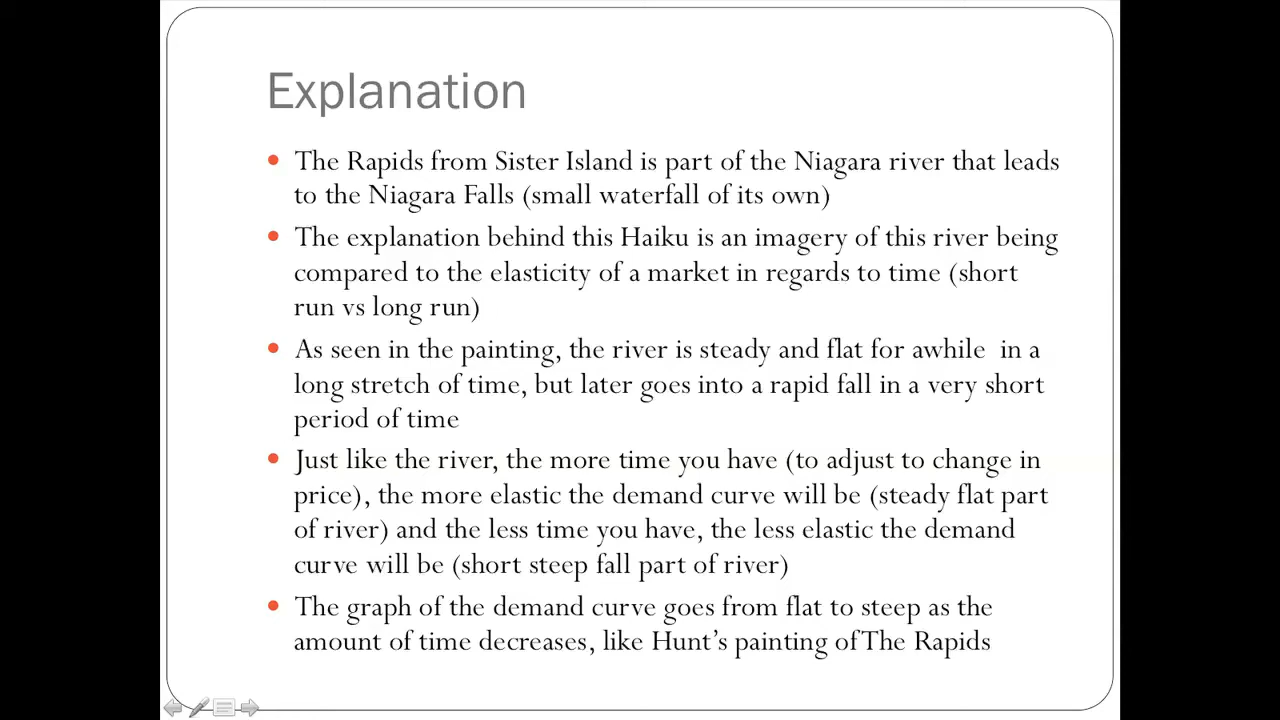 Explanation
The Rapids from Sister Island is part of the Niagara river that leads
to the Niagara Falls (small waterfall of its own)
The explanation behind this Haiku is an imagery of this river being
compared to the elasticity of a market in regards to time (short
run vs long run)
As seen in the painting, the river is steady and flat for awhile  in a
long stretch of time, but later goes into a rapid fall in a very short
period of time
Just like the river, the more time you have (to adjust to change in
price), the more elastic the demand curve will be (steady flat part
of river) and the less time you have, the less elastic the demand
curve will be (short steep fall part of river)
The graph of the demand curve goes from flat to steep as the
amount of time decreases, like Hunt’s painting of The Rapids